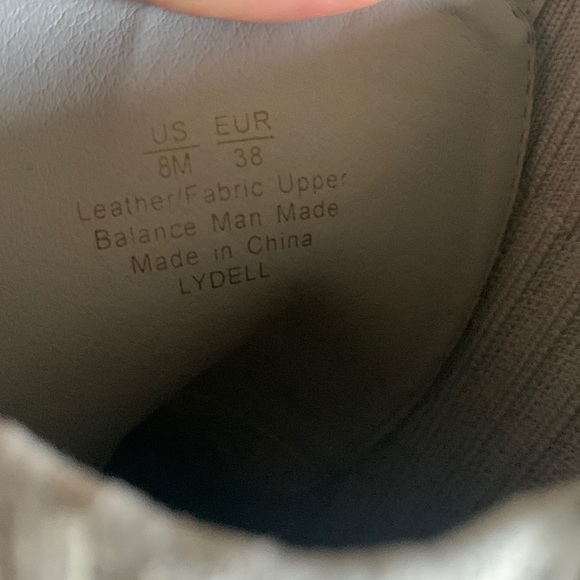 US EUR
8M 38
Leather/Fabric Upper
Balance Man Made
Made in China
LYDELL